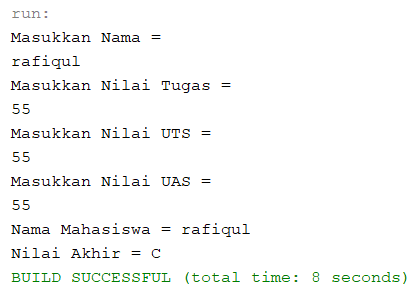 run:
Masukkan Nama =
rafiqul
Masukkan Nilai Tugas =
55
Masukkan Nilai UTS =
55
Masukkan Nilai UAS =
55
Nama Mahasiswa = rafiqul
Nilai Akhir = C
BUILD SUCCESSFUL (total time: 8 seconds)